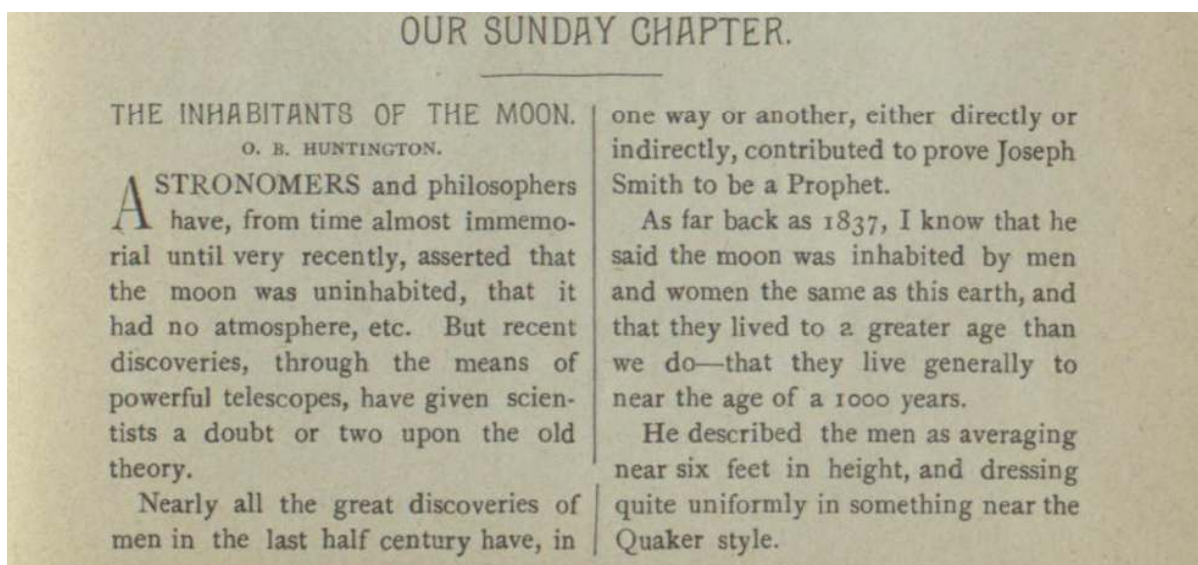 OUR SUNDAY CHAPTER.
THE INHABITANTS OF THE MOON.
O. B. HUNTINGTON.
ASTRONOMERS and philosophers
have, from time almost immemo-
rial until very recently, asserted that
the moon was uninhabited, that it
had no atmosphere, etc. But recent
discoveries, through the means of
powerful telescopes, have given scien-
tists a doubt or two upon the old
theory.
Nearly all the great discoveries of
men in the last half century have, in
one way or another, either directly or
indirectly, contributed to prove Joseph
Smith to be a Prophet.
As far back as 1837, I know that he
said the moon was inhabited by men
and women the same as this earth, and
that they lived to a greater age than
we do—that they live generally to
near the age of a 1000 years.
He described the men as averaging
near six feet in height, and dressing
quite uniformly in something near the
Quaker style.